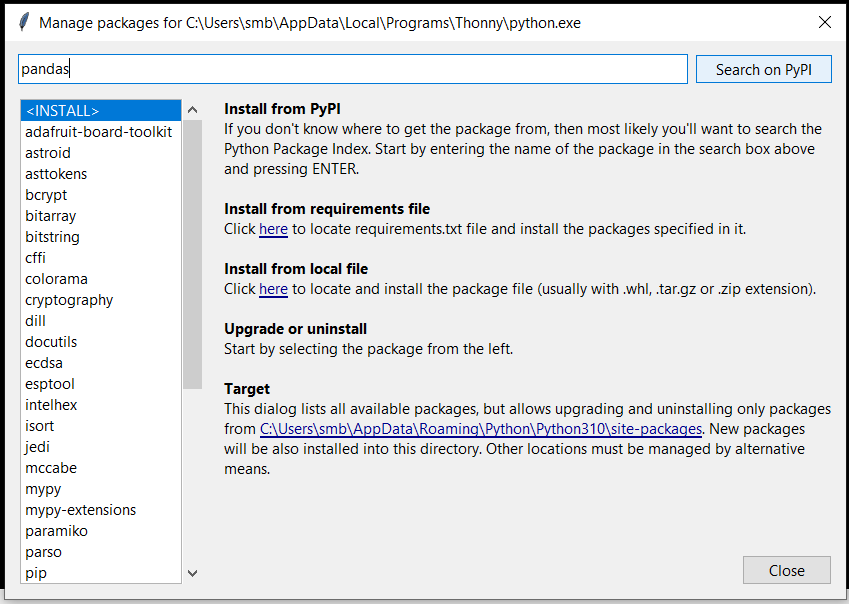 Manage packages for C:\Users\smb\AppData\Local\Programs\Thonny\python.exe
pandas
Search on PyPI
<INSTALL>
adafruit-board-toolkit
astroid
asttokens
bcrypt
bitarray
bitstring
cffi
colorama
cryptography
dill
docutils
ecdsa
esptool
intelhex
isort
jedi
mccabe
mypy
mypy-extensions
paramiko
parso
pip
Install from PyPI
If you don't know where to get the package from, then most likely you'll want to search the
Python Package Index. Start by entering the name of the package in the search box above
and pressing ENTER.
Install from requirements file
Click here to locate requirements.txt file and install the packages specified in it.
Install from local file
Click here to locate and install the package file (usually with .whl, .tar.gz or .zip extension).
Upgrade or uninstall
Start by selecting the package from the left.
Target
This dialog lists all available packages, but allows upgrading and uninstalling only packages
from C:\Users\smb\AppData\Roaming\Python\Python310\site-packages. New packages
will be also installed into this directory. Other locations must be managed by alternative
means.
Close